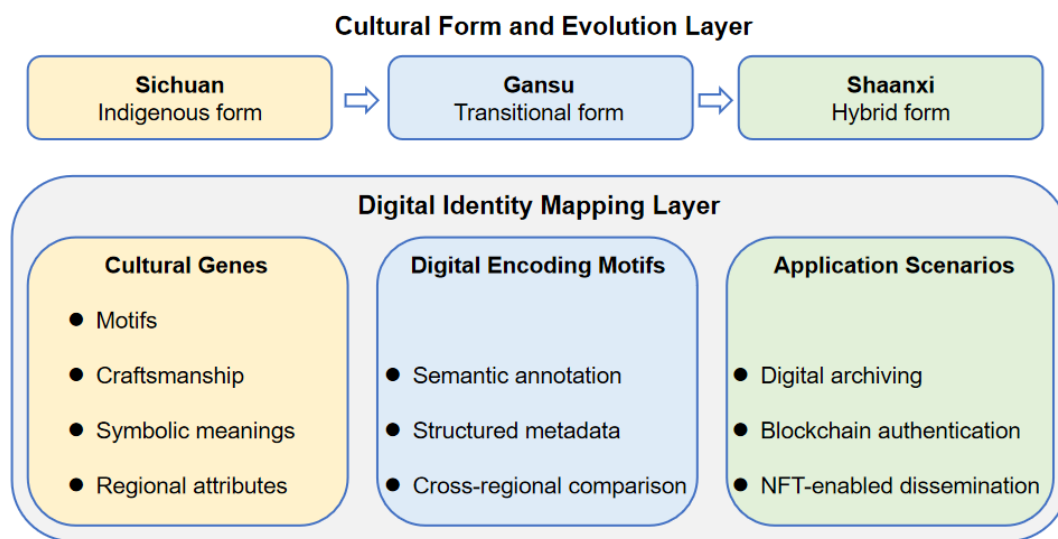 Cultural Form and Evolution Layer
Sichuan
Indigenous form
Gansu
Transitional form
Shaanxi
Hybrid form
Digital Identity Mapping Layer
Cultural Genes
● Motifs
● Craftsmanship
● Symbolic meanings
● Regional attributes
Digital Encoding Motifs
● Semantic annotation
● Structured metadata
● Cross-regional comparison
Application Scenarios
● Digital archiving
● Blockchain authentication
● NFT-enabled dissemination